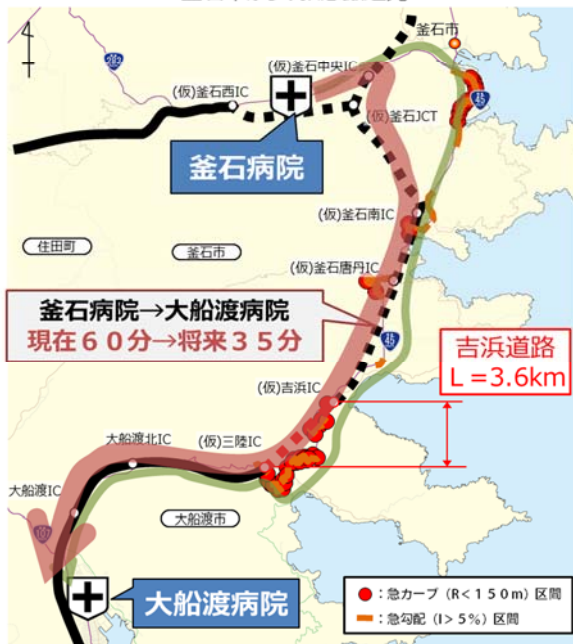 釜石市
(仮)釜石中央IC
283
(仮)釜石西IC
45
(仮)釜石JCT
釜石病院
(仮)釜石南IC
住田町
釜石市
(仮)釜石唐丹IC
釜石病院→大船渡病院
現在60分→将来35分
45
吉浜道路
L=3.6km
(仮)吉浜IC
大船渡北IC
(仮)三陸IC
大船渡IC
大船渡市
大船渡病院
:急カーブ(R<150m)区間
:急勾配(I>5%)区間